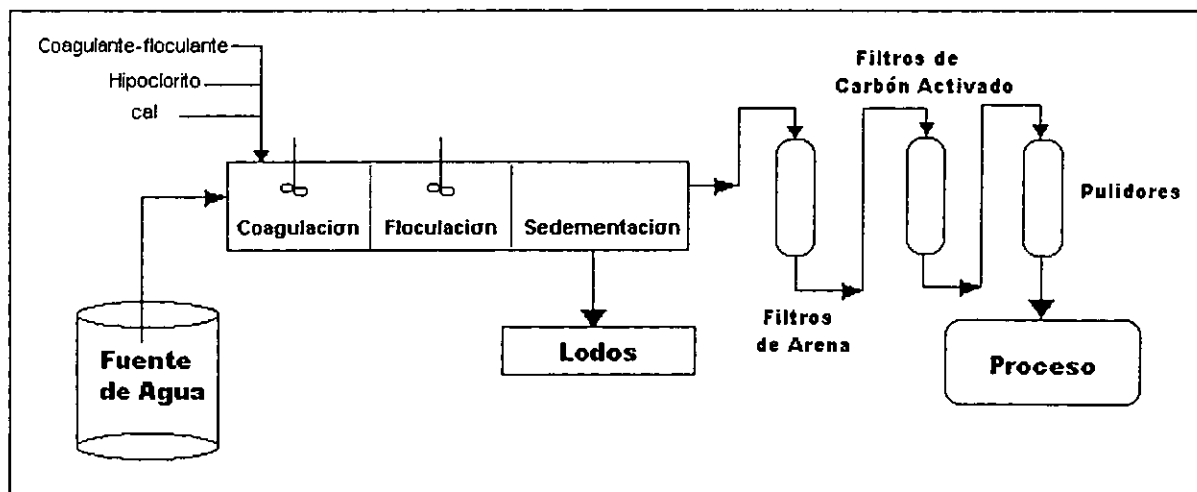 Coagulante-floculante
Hipoclorito
cal
Coagulacion
Floculacion
Sedementacion
Fuente
de Agua
Lodos
Filtros de
Carbón Activado
Filtros
de Arena
Pulidores
Proceso